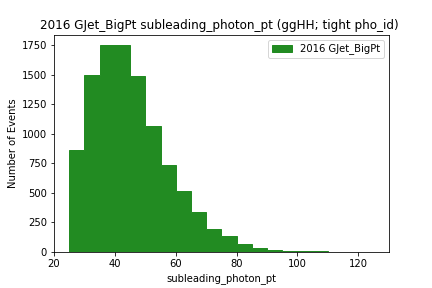 2016 GJet_BigPt subleading_photon_pt (ggHH; tight pho_id)
2016 GJet_BigPt
Number of Events
1750
1500
1250
1000
750
500
250
0
20 40 60 80 100 120
subleading_photon_pt